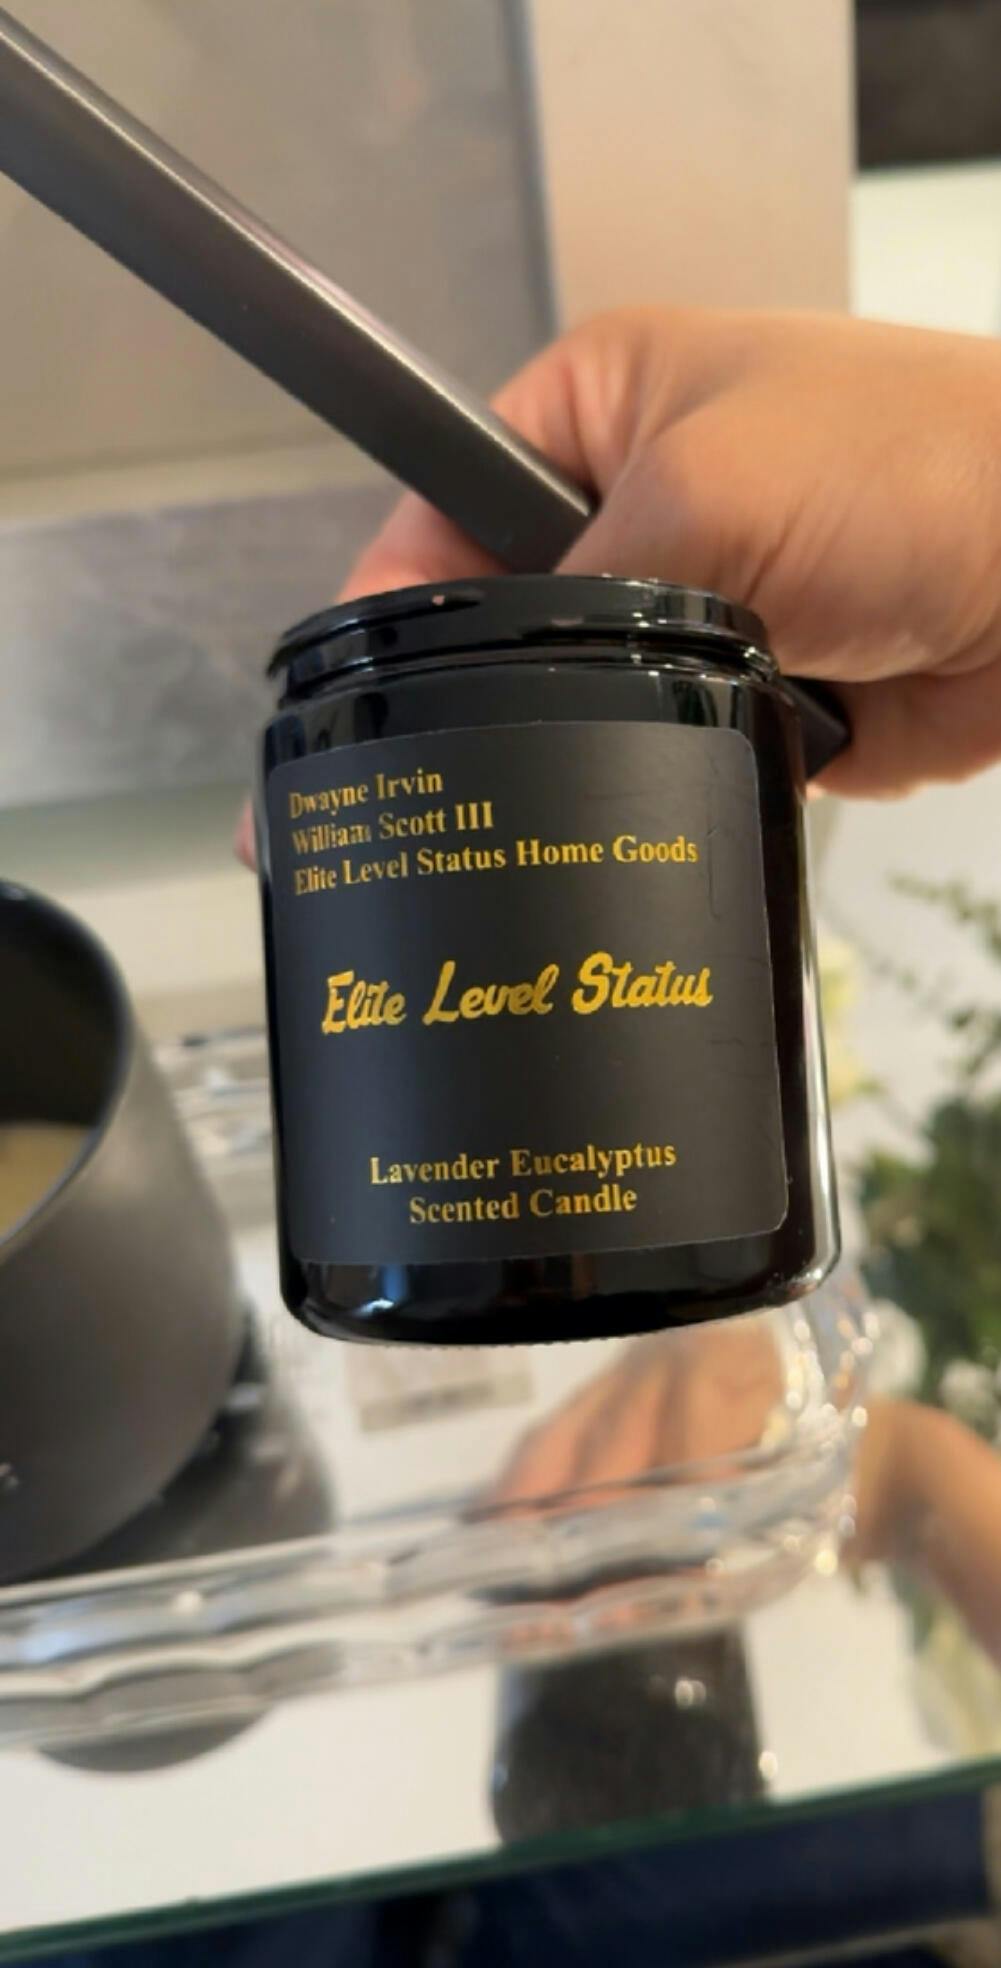 Dwayne Irvin
William Scott III
Elite Level Status Home Goods
Elite Level Status
Lavender Eucalyptus
Scented Candle